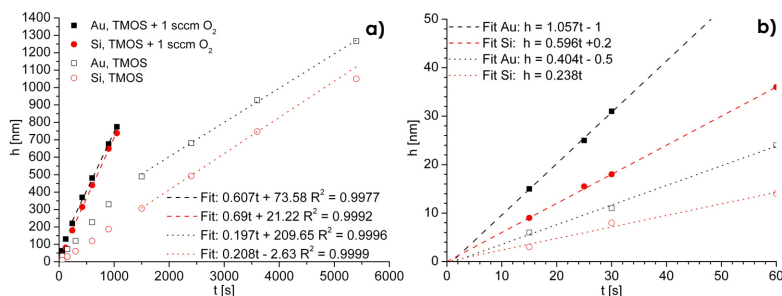 Au, TMOS + 1 sccm O2
Si, TMOS + 1 sccm O2
a)
Au, TMOS
Si, TMOS
1400
1300
1200
1100
1000
900
800
700
600
500
400
300
200
100
0
h [nm]
Fit: 0.607t + 73.58 R² = 0.9977
Fit: 0.69t + 21.22 R² = 0.9992
Fit: 0.197t + 209.65 R² = 0.9996
Fit: 0.208t - 2.63 R² = 0.9999
0 1000 2000 3000 4000 5000 6000
t [s]
b)
Fit Au: h = 1.057t - 1
Fit Si: h = 0.596t +0.2
Fit Au: h = 0.404t - 0.5
Fit Si: h = 0.238t
50
40
30
20
10
0
h [nm]
0 10 20 30 40 50 60
t [s]